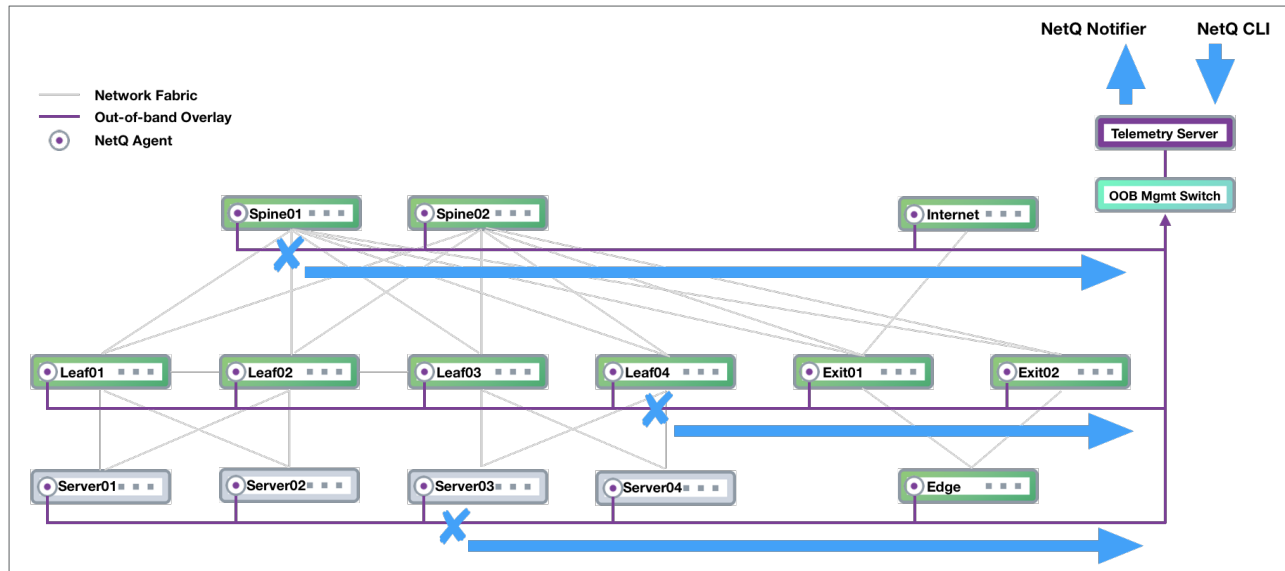 NetQ Notifier
NetQ CLI
Network Fabric
Out-of-band Overlay
NetQ Agent
Telemetry Server
OOB Mgmt Switch
Spine01
Spine02
Internet
Leaf01
Leaf02
Leaf03
Leaf04
Exit01
Exit02
Server01
Server02
Server03
Server04
Edge